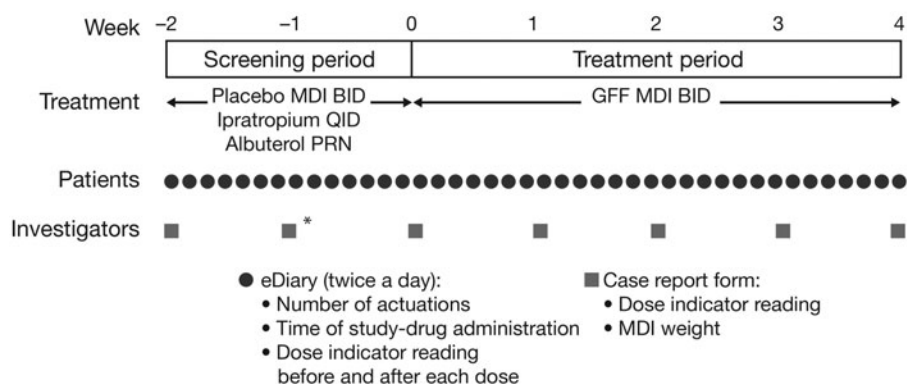 Week −2 −1 0 1 2 3 4
Screening period Treatment period
Treatment Placebo MDI BID GFF MDI BID
Ipratropium QID
Albuterol PRN
Patients
Investigators *
eDiary (twice a day):
• Number of actuations
• Time of study-drug administration
• Dose indicator reading
before and after each dose
Case report form:
• Dose indicator reading
• MDI weight